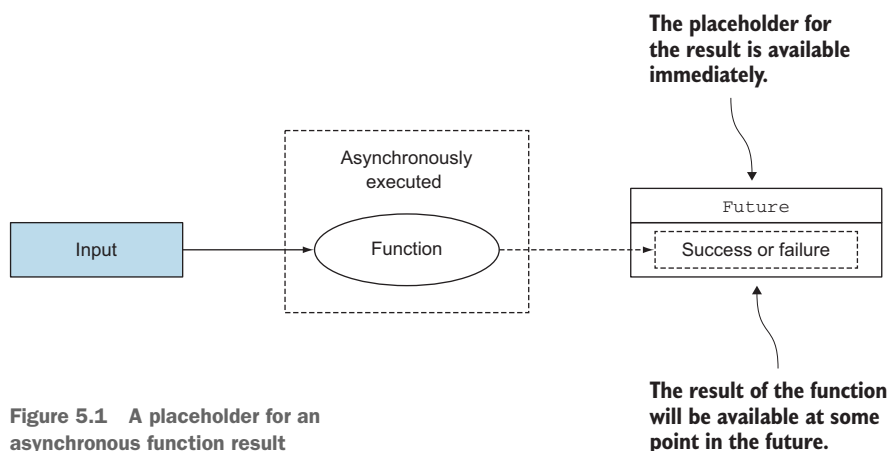 The placeholder for
the result is available
immediately.
Asynchronously
executed
Input
Function
Future
Success or failure
The result of the function
will be available at some
point in the future.
Figure 5.1 A placeholder for an
asynchronous function result